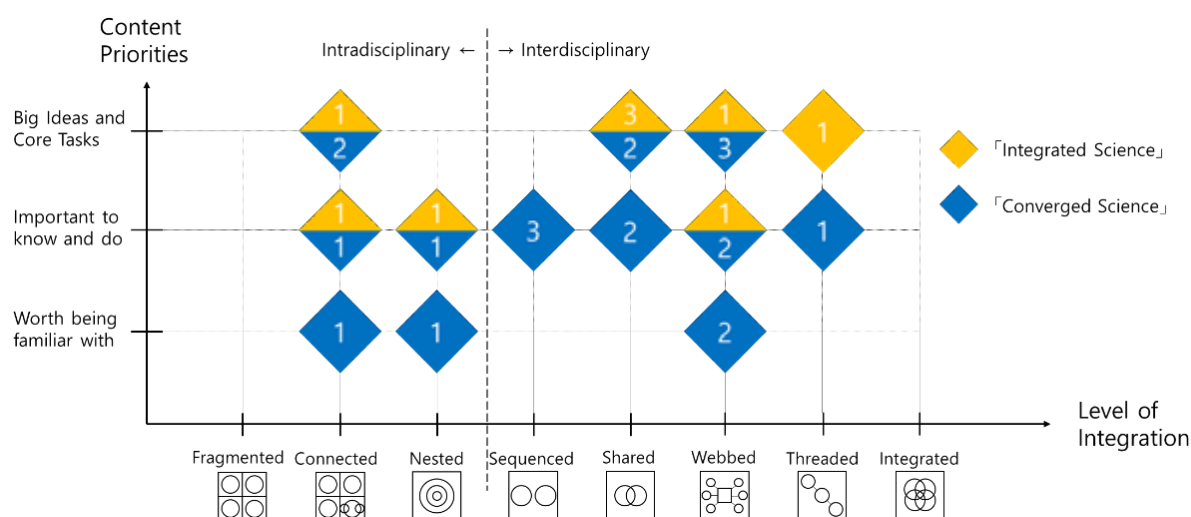 Content
Priorities
Intradisciplinary ←
→ Interdisciplinary
Big Ideas and
Core Tasks
1
2
3
2
1
3
1
「Integrated Science」
「Converged Science」
Important to
know and do
1
1
1
1
3
2
1
2
1
Worth being
familiar with
1
1
2
Level of
Integration
Fragmented
Connected
Nested
Sequenced
Shared
Webbed
Threaded
Integrated